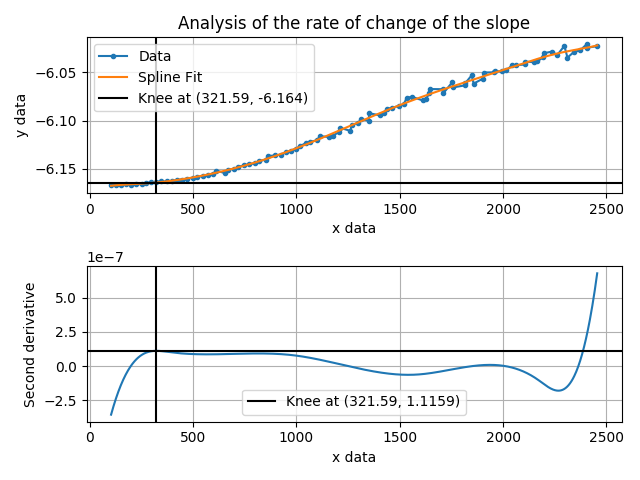 Analysis of the rate of change of the slope
Data
Spline Fit
Knee at (321.59, -6.164)
y data
−6.05
−6.10
−6.15
0 500 1000 1500 2000 2500
x data
1e−7
Second derivative
5.0
2.5
0.0
−2.5
Knee at (321.59, 1.1159)
0 500 1000 1500 2000 2500
x data